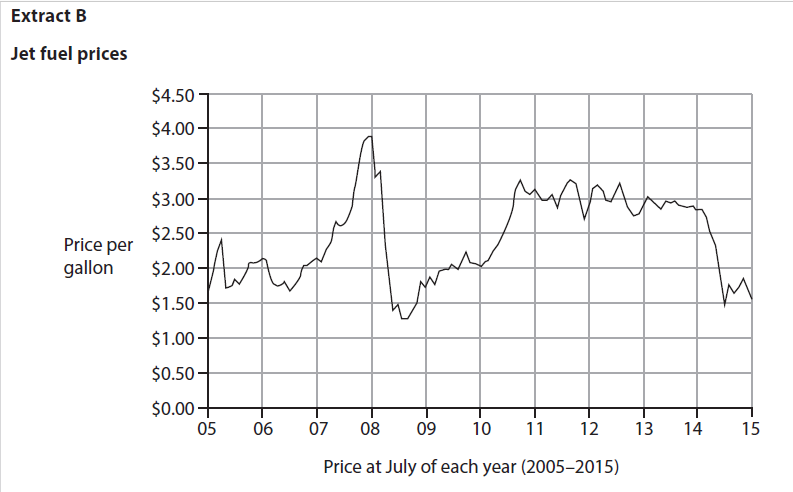 Extract B
Jet fuel prices
$4.50
$4.00
$3.50
$3.00
$2.50
Price per
gallon
$2.00
$1.50
$1.00
$0.50
$0.00
05 06 07 08 09 10 11 12 13 14 15
Price at July of each year (2005–2015)